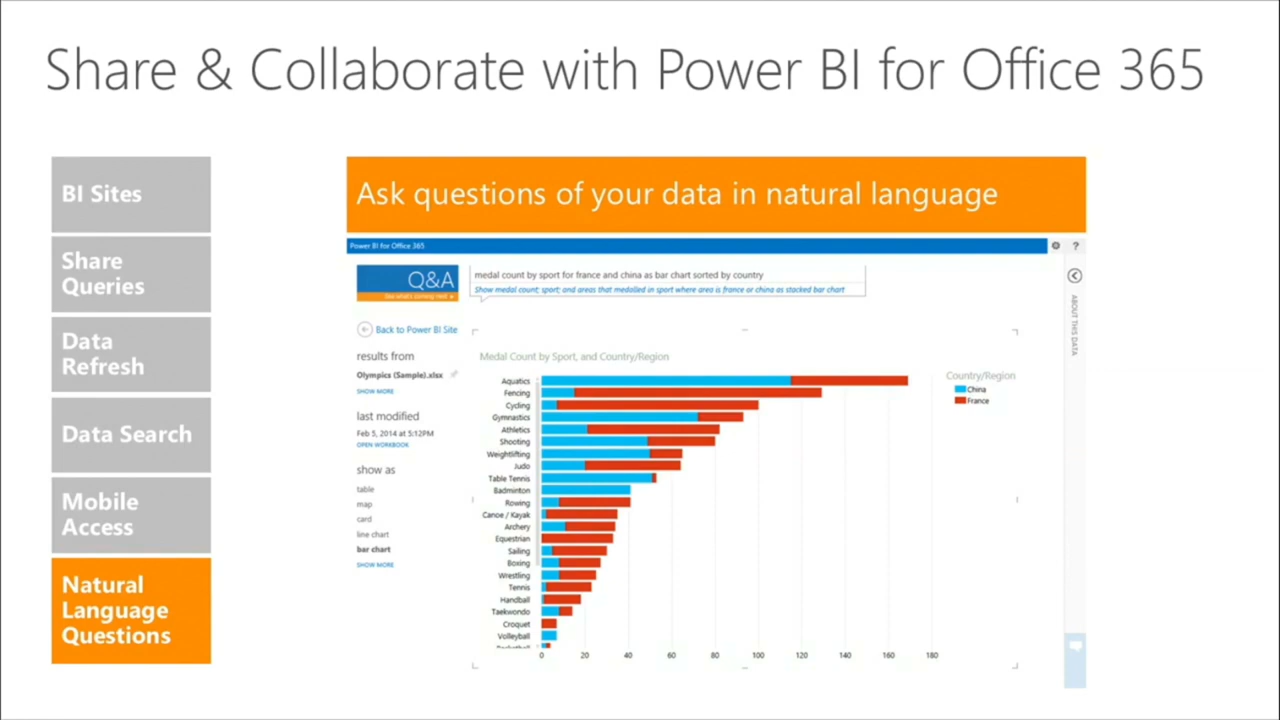 Share & Collaborate with Power BI for Office 365
BI Sites
Share
Queries
Data
Refresh
Data Search
Mobile
Access
Natural
Language
Questions
Ask questions of your data in natural language
Power BI for Office 365
?
Q&A
See what's coming next
medal count by sport for france and china as bar chart sorted by country
Show medal count; sport; and areas that medalled in sport where area is france or china as stacked bar chart
Back to Power BI Site
results from
Olympics (Sample).xlsx
SHOW MORE
last modified
Feb 5, 2014 at 5:12PM
OPEN WORKBOOK
show as
table
map
card
line chart
bar chart
SHOW MORE
Medal Count by Sport, and Country/Region
Aquatics
Fencing
Cycling
Gymnastics
Athletics
Shooting
Weightlifting
Judo
Table Tennis
Badminton
Rowing
Canoe / Kayak
Archery
Equestrian
Sailing
Boxing
Wrestling
Tennis
Handball
Taekwondo
Croquet
Volleyball
0 20 40 60 80 100 120 140 160 180
Country/Region
China
France
ABOUT THIS DATA